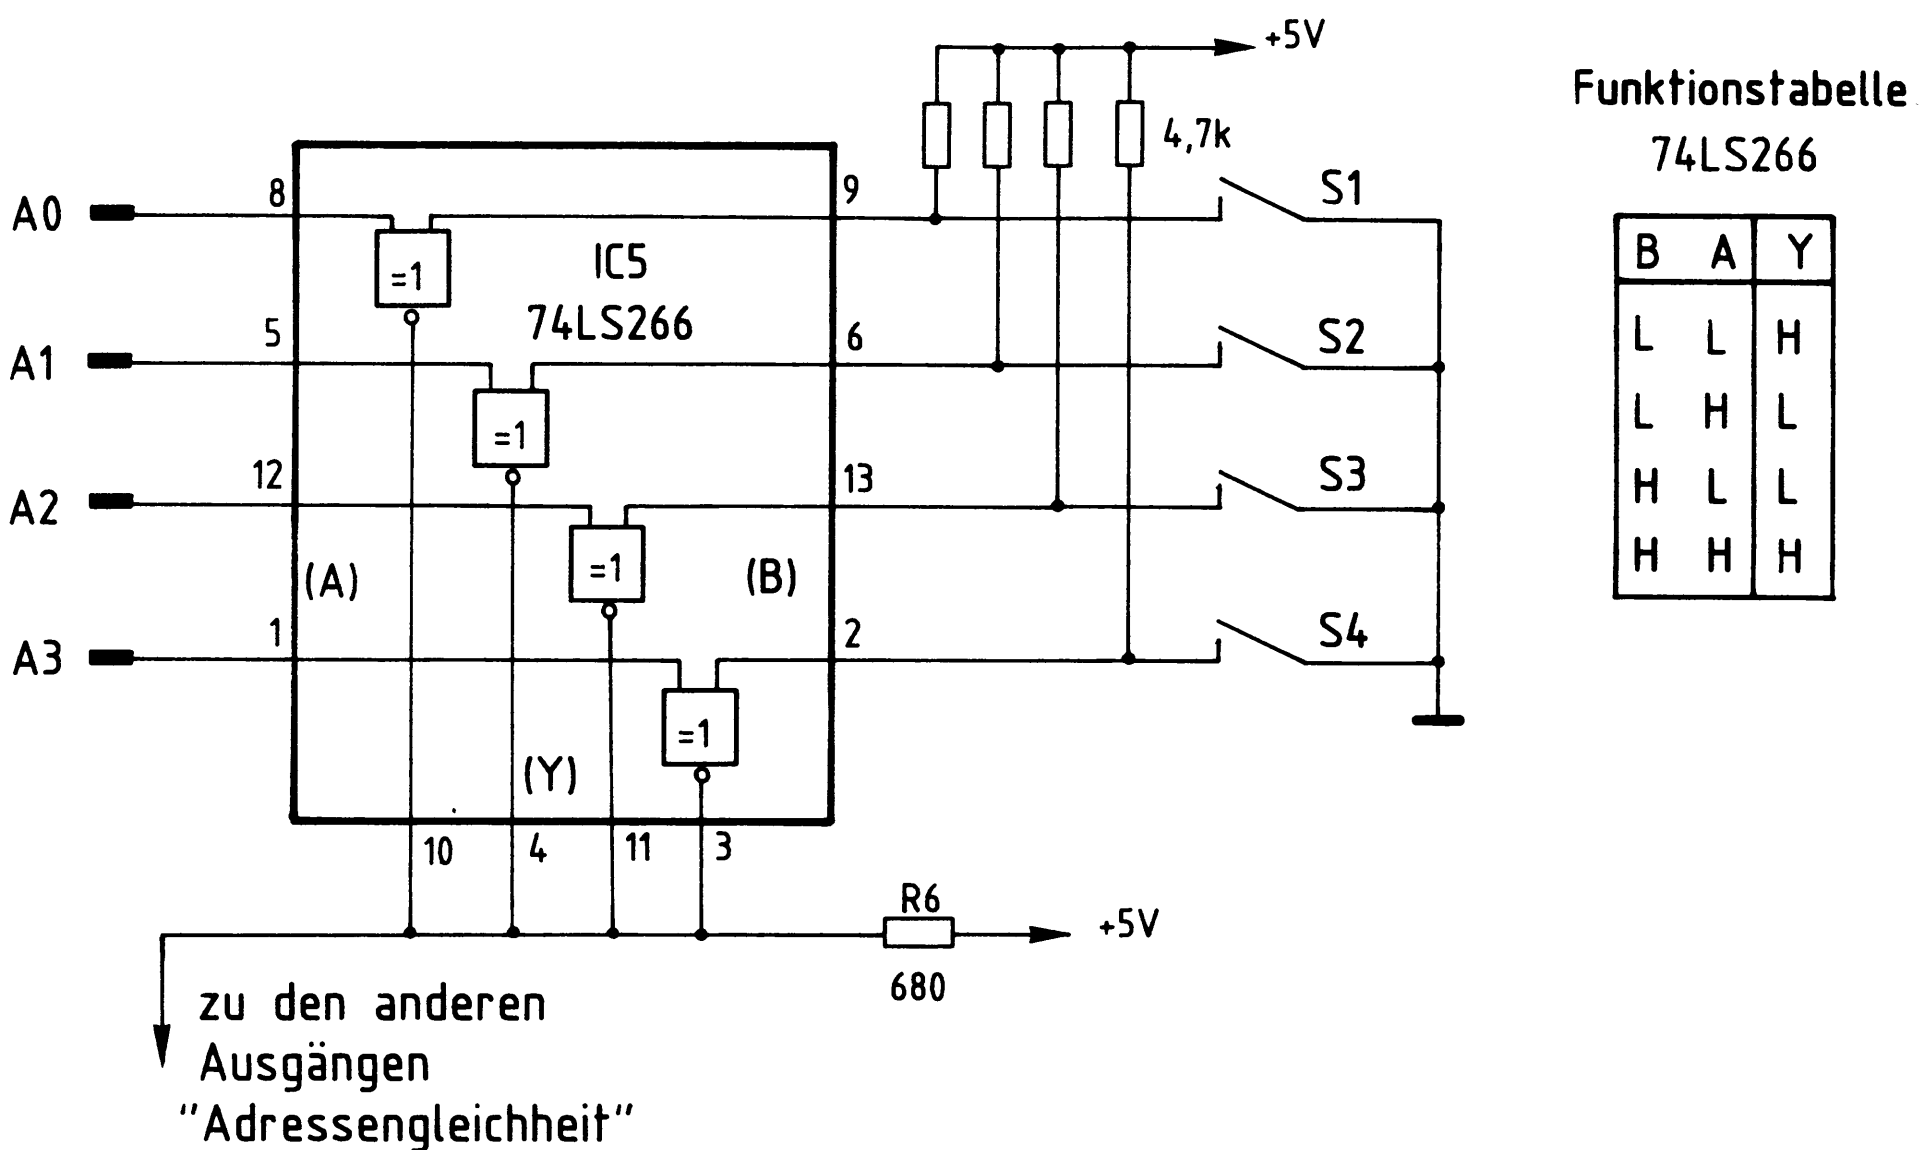 +5V
Funktionstabelle
74LS266
4,7k
A0
8
9
S1
B A Y
=1
IC5
74LS266
A1
5
6
S2
L L H
=1
L H L
A2
12
13
S3
H L L
=1
(A)
(B)
H H H
A3
1
2
S4
=1
(Y)
10
4
11
3
R6
+5V
680
zu den anderen
Ausgängen
"Adressengleichheit"